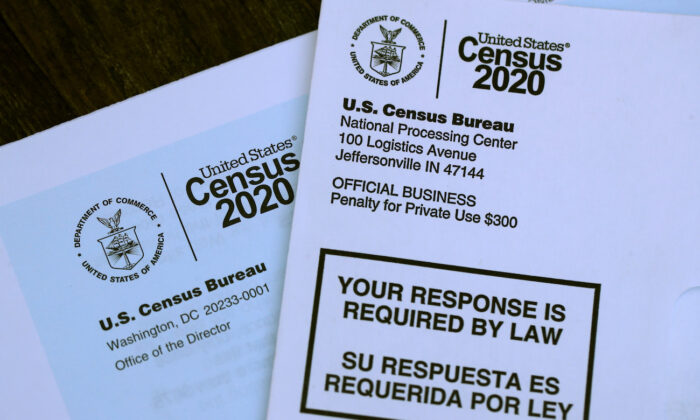 DEPARTMENT OF COMMERCE
UNITED STATES OF AMERICA
United States®
Census
2020
U.S. Census Bureau
Washington, DC 20233-0001
Office of the Director
DEPARTMENT OF COMMERCE
UNITED STATES OF AMERICA
United States®
Census
2020
U.S. Census Bureau
National Processing Center
100 Logistics Avenue
Jeffersonville IN 47144
OFFICIAL BUSINESS
Penalty for Private Use $300
YOUR RESPONSE IS
REQUIRED BY LAW
SU RESPUESTA ES
REQUERIDA POR LEY